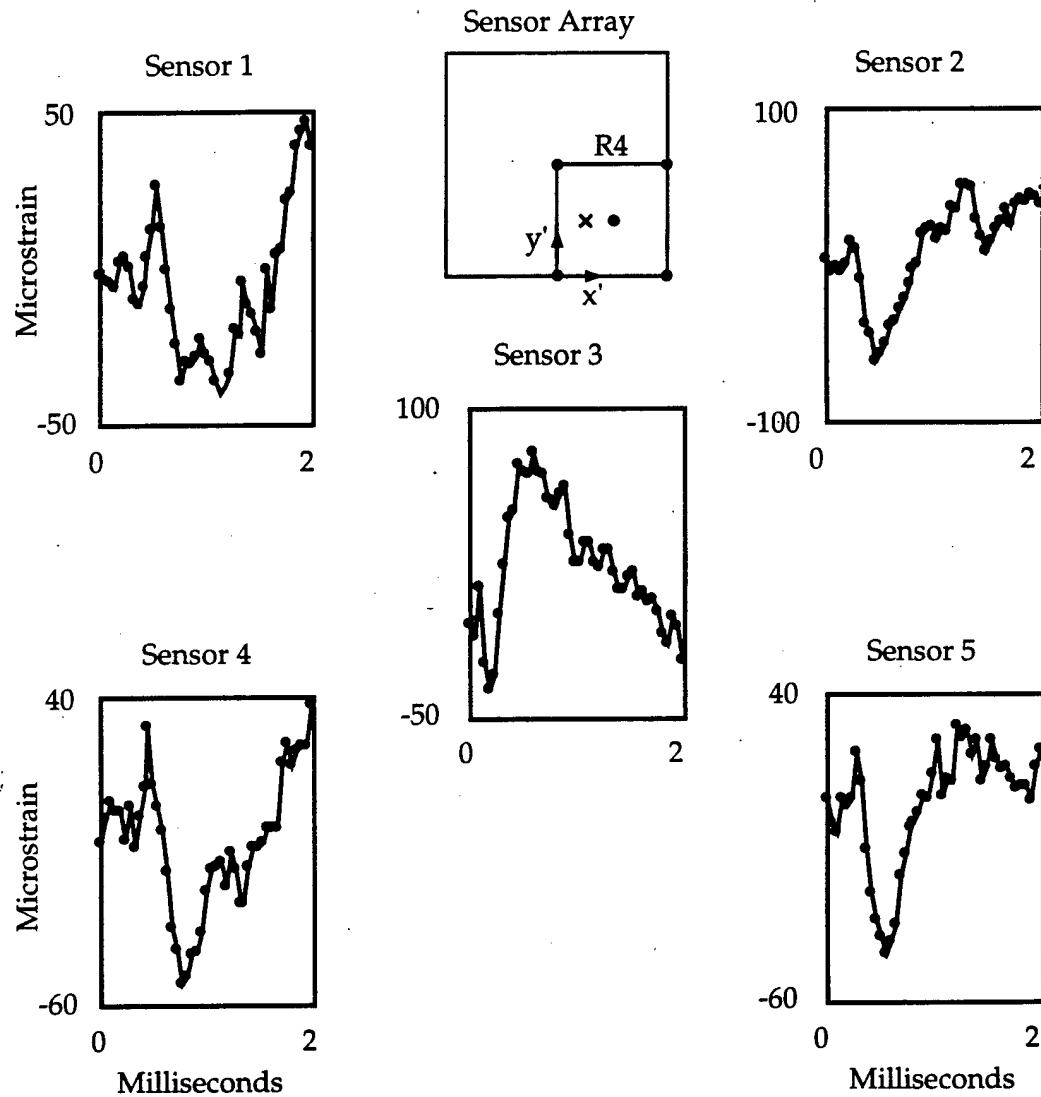 Sensor Array
Sensor 1
Sensor 2
50
100
R4
Microstrain
y'
x'
-50
0
2
Sensor 3
-100
0
2
100
-50
0
2
Sensor 4
Sensor 5
40
40
Microstrain
-60
-60
0
2
0
2
Milliseconds
Milliseconds